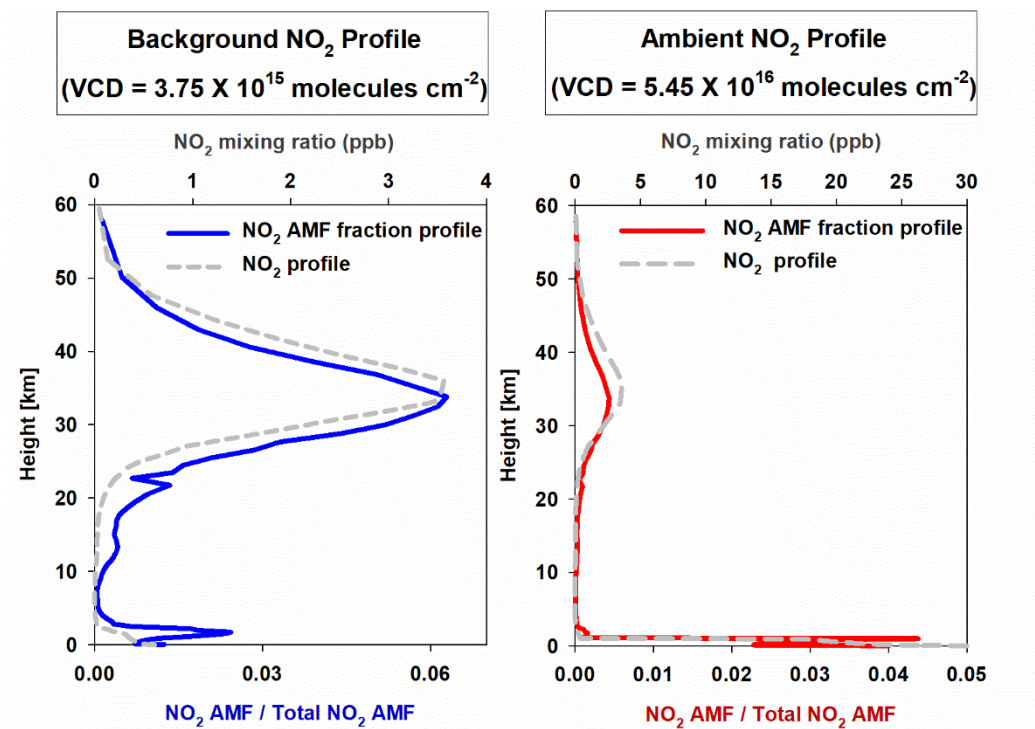 Background NO₂ Profile
(VCD = 3.75 X 10¹⁵ molecules cm⁻²)
NO₂ mixing ratio (ppb)
0 1 2 3 4
60
50
40
30
20
10
0
Height [km]
NO₂ AMF fraction profile
NO₂ profile
0.00 0.03 0.06
NO₂ AMF / Total NO₂ AMF
Ambient NO₂ Profile
(VCD = 5.45 X 10¹⁶ molecules cm⁻²)
NO₂ mixing ratio (ppb)
0 5 10 15 20 25 30
60
50
40
30
20
10
0
Height [km]
NO₂ AMF fraction profile
NO₂ profile
0.00 0.01 0.02 0.03 0.04 0.05
NO₂ AMF / Total NO₂ AMF